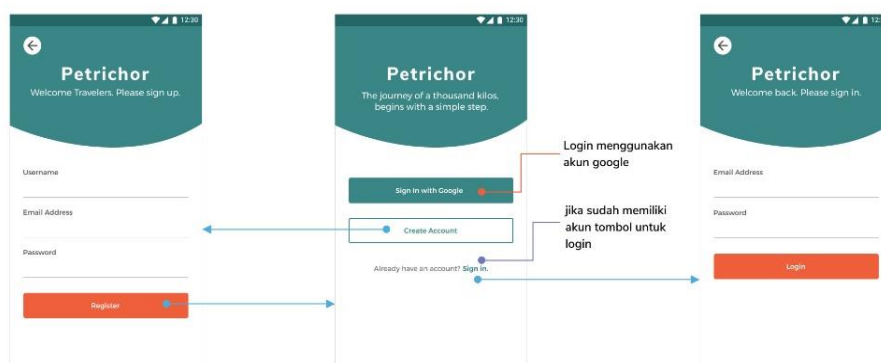 12:30
Petrichor
Welcome Travelers. Please sign up.
Username
Email Address
Password
Register
12:30
Petrichor
The journey of a thousand kilos,
begins with a simple step.
Sign In with Google
Create Account
Already have an account? Sign in.
Login menggunakan
akun google
jika sudah memiliki
akun tombol untuk
login
12:
Petrichor
Welcome back. Please sign in.
Email Address
Password
Login